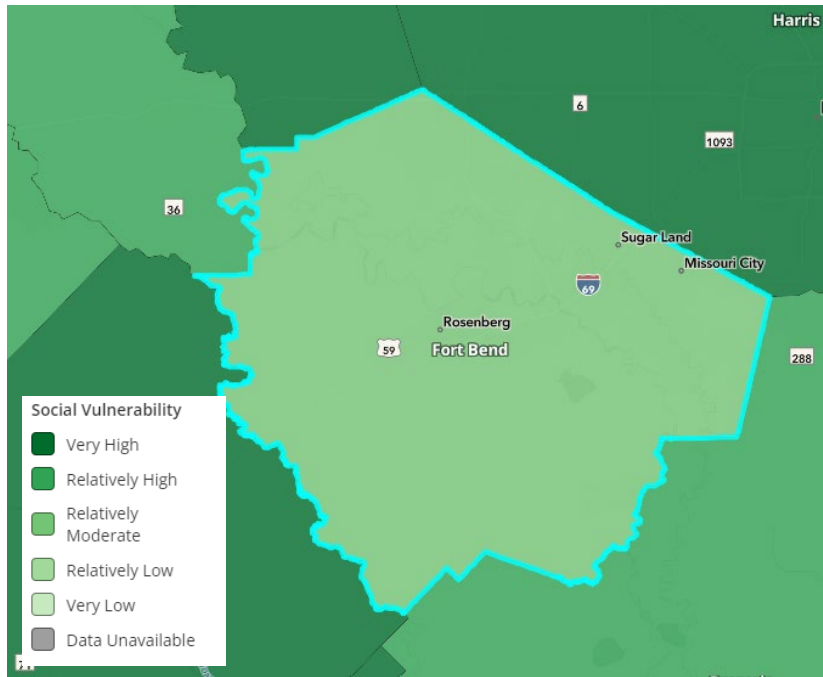 Harris
6
1093
36
Sugar Land
Missouri City
69
Rosenberg
59
Fort Bend
288
Social Vulnerability
Very High
Relatively High
Relatively
Moderate
Relatively Low
Very Low
Data Unavailable
71